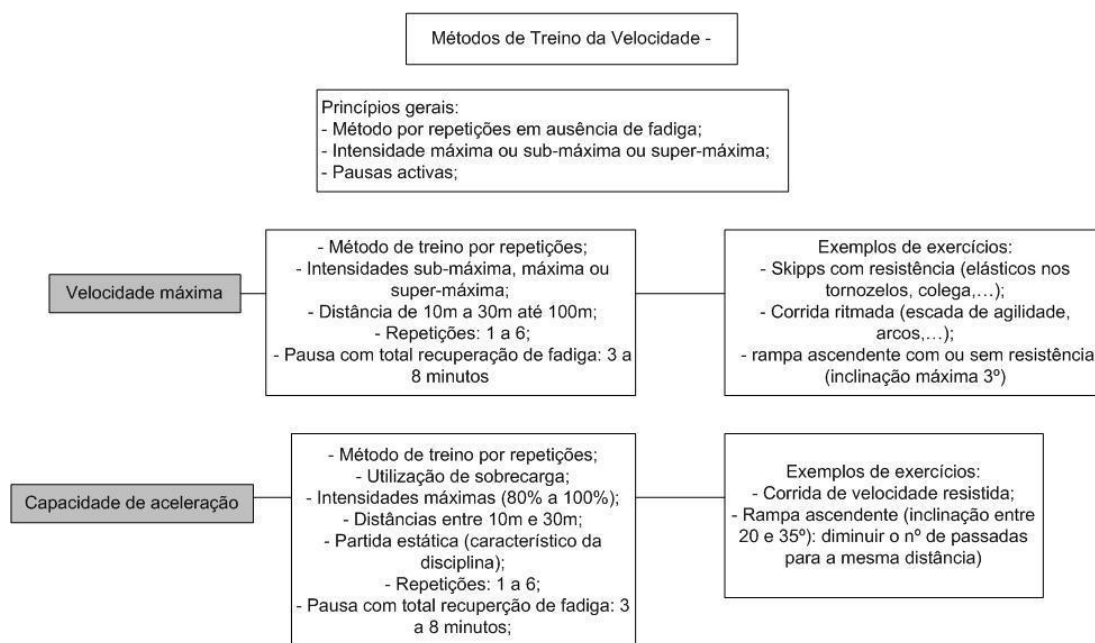 Métodos de Treino da Velocidade -
Princípios gerais:
- Método por repetições em ausência de fadiga;
- Intensidade máxima ou sub-máxima ou super-máxima;
- Pausas activas;
Velocidade máxima
- Método de treino por repetições;
- Intensidades sub-máxima, máxima ou
super-máxima;
- Distância de 10m a 30m até 100m;
- Repetições: 1 a 6;
- Pausa com total recuperação de fadiga: 3 a
8 minutos
Exemplos de exercícios:
- Skipps com resistência (elásticos nos
tornozelos, colega,...);
- Corrida ritmada (escada de agilidade,
arcos,...);
- rampa ascendente com ou sem resistência
(inclinação máxima 3º)
Capacidade de aceleração
- Método de treino por repetições;
- Utilização de sobrecarga;
- Intensidades máximas (80% a 100%);
- Distâncias entre 10m e 30m;
- Partida estática (característico da
disciplina);
- Repetições: 1 a 6;
- Pausa com total recuperção de fadiga: 3
a 8 minutos;
Exemplos de exercícios:
- Corrida de velocidade resistida;
- Rampa ascendente (inclinação entre
20 e 35º): diminuir o nº de passadas
para a mesma distância)